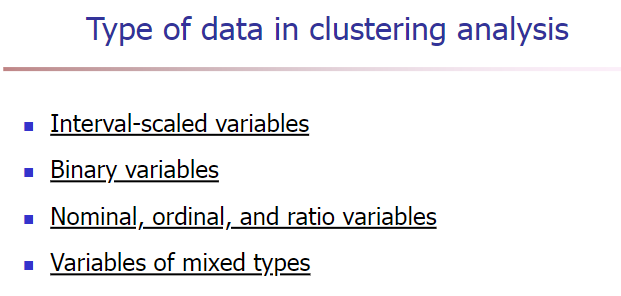 Type of data in clustering analysis
Interval-scaled variables
Binary variables
Nominal, ordinal, and ratio variables
Variables of mixed types